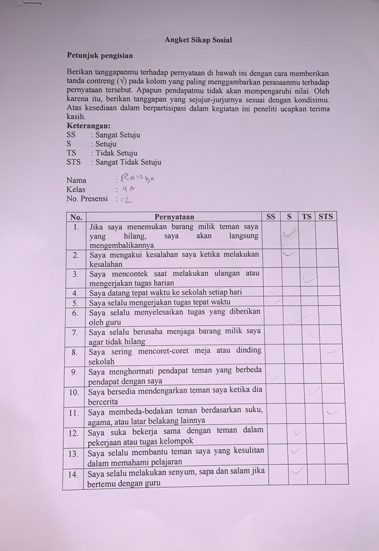 Angket Sikap Sosial
Petunjuk pengisian
Berikan tanggapanmu terhadap pernyataan di bawah ini dengan cara memberikan
tanda contreng (√) pada kolom yang paling menggambarkan perasaanmu terhadap
pernyataan tersebut. Apapun pendapatmu tidak akan mempengaruhi nilai. Oleh
karena itu, berikan tanggapan yang sejujur-jurjurnya sesuai dengan kondisimu.
Atas kesediaan dalam berpartisipasi dalam kegiatan ini peneliti ucapkan terima
kasih.
Keterangan:
SS : Sangat Setuju
S : Setuju
TS : Tidak Setuju
STS : Sangat Tidak Setuju
Nama :
Kelas : 4A
No. Presensi : 12
No. Pernyataan SS S TS STS
1. Jika saya menemukan barang milik teman saya
yang hilang, saya akan langsung
mengembalikannya
2. Saya mengakui kesalahan saya ketika melakukan
kesalahan
3. Saya mencontek saat melakukan ulangan atau
mengerjakan tugas harian
4. Saya datang tepat waktu ke sekolah setiap hari
5. Saya selalu mengerjakan tugas tepat waktu
6. Saya selalu menyelesaikan tugas yang diberikan
oleh guru
7. Saya selalu berusaha menjaga barang milik saya
agar tidak hilang
8. Saya sering mencoret-coret meja atau dinding
sekolah
9. Saya menghormati pendapat teman yang berbeda
pendapat dengan saya
10. Saya bersedia mendengarkan teman saya ketika dia
bercerita
11. Saya membeda-bedakan teman berdasarkan suku,
agama, atau latar belakang lainnya
12. Saya suka bekerja sama dengan teman dalam
pekerjaan atau tugas kelompok
13. Saya selalu membantu teman saya yang kesulitan
dalam memahami pelajaran
14. Saya selalu melakukan senyum, sapa dan salam jika
bertemu dengan guru